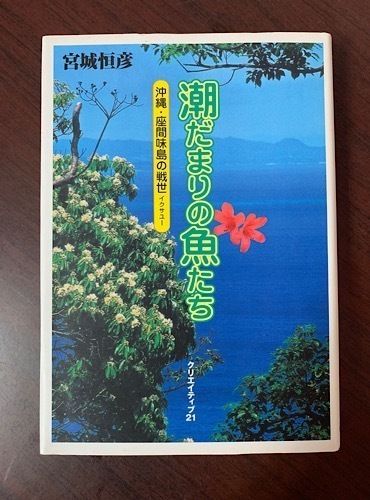 宮城恒彦
潮だまりの魚たち
沖縄・座間味島の戦世
イクサユー
クリエイティブ21